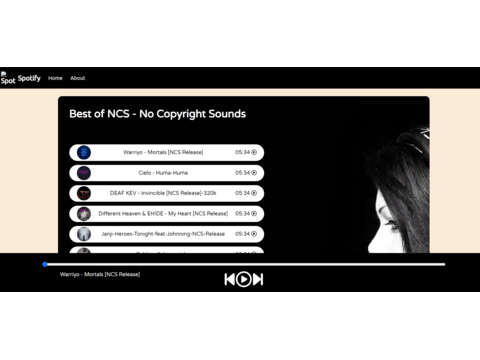 Spot Spotify Home About
Best of NCS - No Copyright Sounds
Warriyo - Mortals [NCS Release] 05:34
Cielo - Huma-Huma 05:34
DEAF KEV - Invincible [NCS Release]-320k 05:34
Different Heaven & EH!DE - My Heart [NCS Release] 05:34
Janji-Heroes-Tonight-feat-Johnning-NCS-Release 05:34
Warriyo - Mortals [NCS Release]